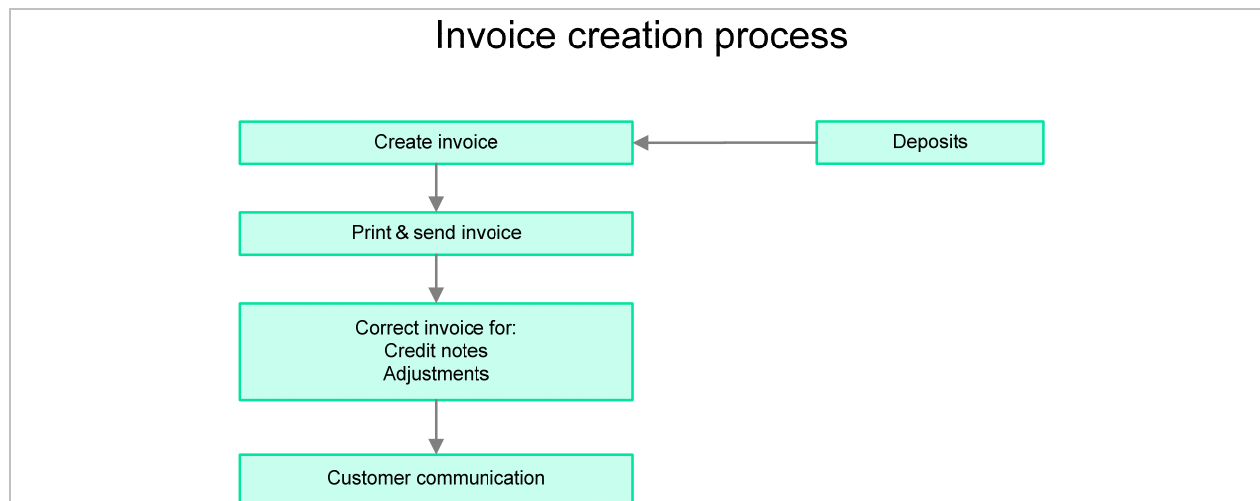 Invoice creation process
Create invoice
Deposits
Print & send invoice
Correct invoice for:
Credit notes
Adjustments
Customer communication